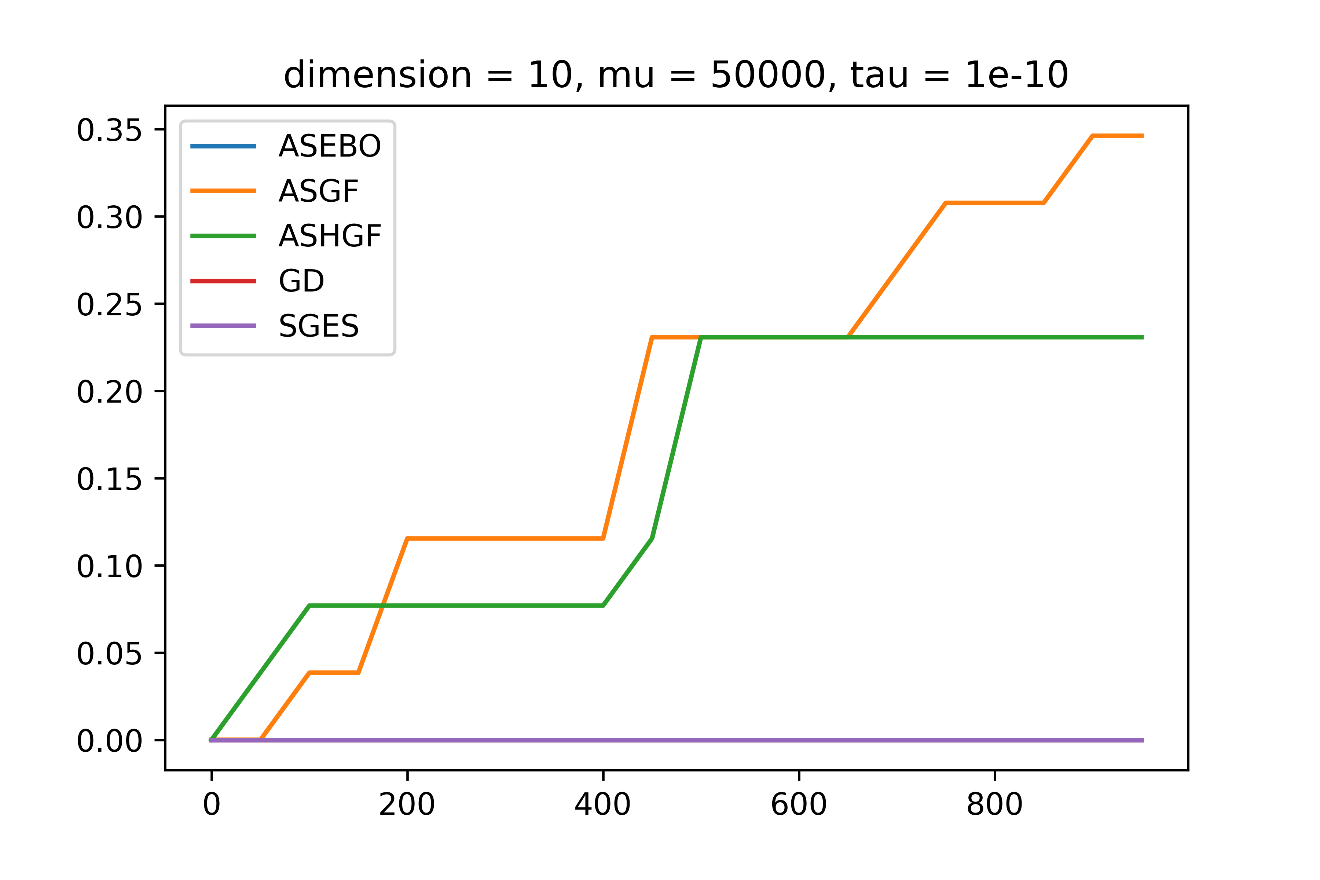 dimension = 10, mu = 50000, tau = 1e-10
0.35
0.30
0.25
0.20
0.15
0.10
0.05
0.00
ASEBO
ASGF
ASHGF
GD
SGES
0 200 400 600 800